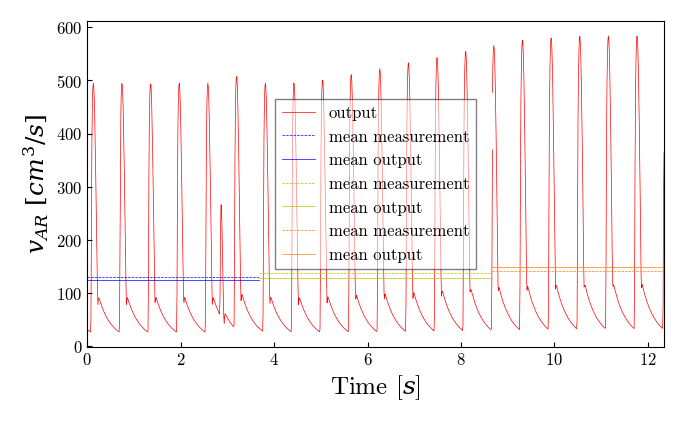 600
500
400
300
200
100
0
v_AR [cm^3/s]
output
mean measurement
mean output
mean measurement
mean output
mean measurement
mean output
0 2 4 6 8 10 12
Time [s]